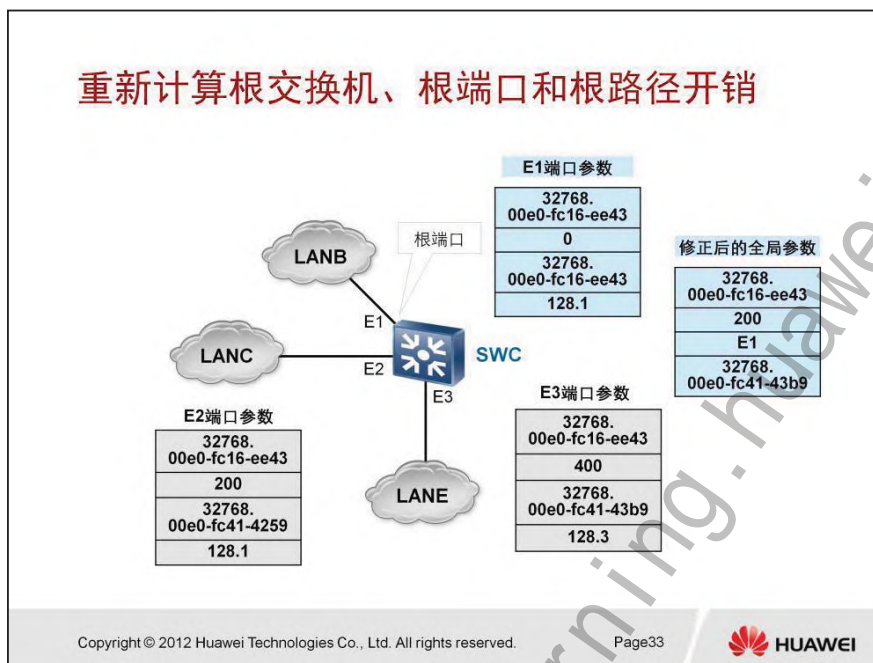 重新计算根交换机、根端口和根路径开销
E1端口参数
32768.
00e0-fc16-ee43
0
32768.
00e0-fc16-ee43
128.1
根端口
修正后的全局参数
32768.
00e0-fc16-ee43
200
E1
32768.
00e0-fc41-43b9
LANB
E1
LANC
E2
SWC
E3
E2端口参数
32768.
00e0-fc16-ee43
200
32768.
00e0-fc41-4259
128.1
LANE
E3端口参数
32768.
00e0-fc16-ee43
400
32768.
00e0-fc41-43b9
128.3
rning.huawei.
Copyright © 2012 Huawei Technologies Co., Ltd. All rights reserved.
Page33
HUAWEI